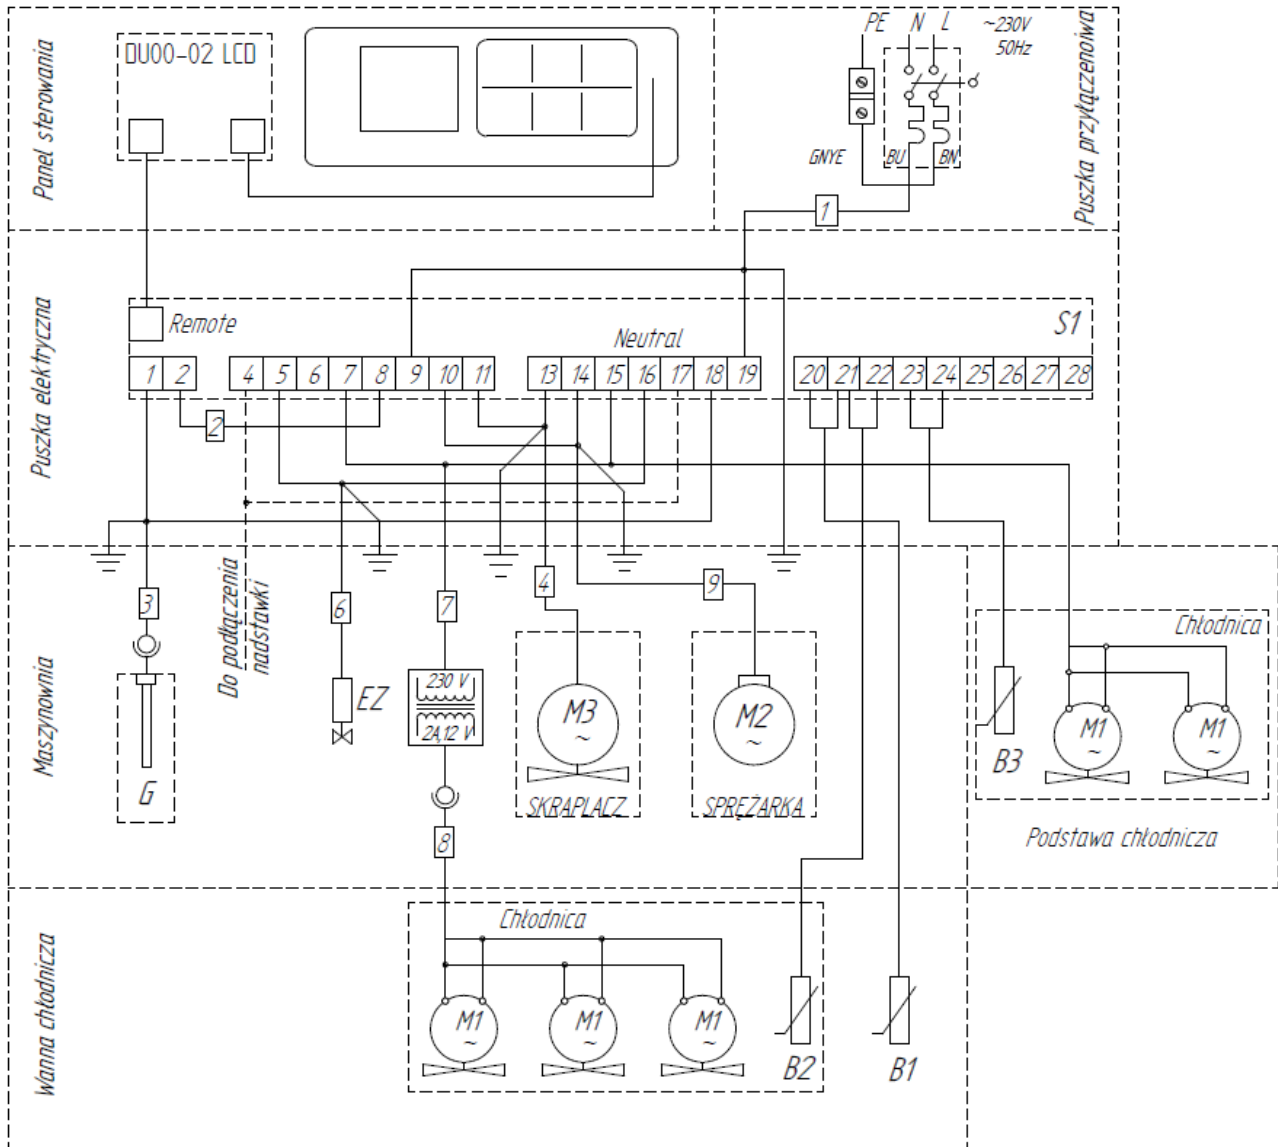 Panel sterowania
DU00-02 LCD
PE N L ~230V
50Hz
GNYE BU BN
Puszka przyłączenoiwa
1
Puszka elektryczna
Remote
Neutral
S1
1 2 4 5 6 7 8 9 10 11 13 14 15 16 17 18 19 20 21 22 23 24 25 26 27 28
2
Maszynownia
Do podłączenia
nadstawki
3
6
7
4
9
G
EZ
230 V
2A,12 V
M3
~
SKRAPLACZ
M2
~
SPRĘŻARKA
8
Chłodnica
B3
M1
~
M1
~
Podstawa chłodnicza
Wanna chłodnicza
Chłodnica
M1
~
M1
~
M1
~
B2
B1